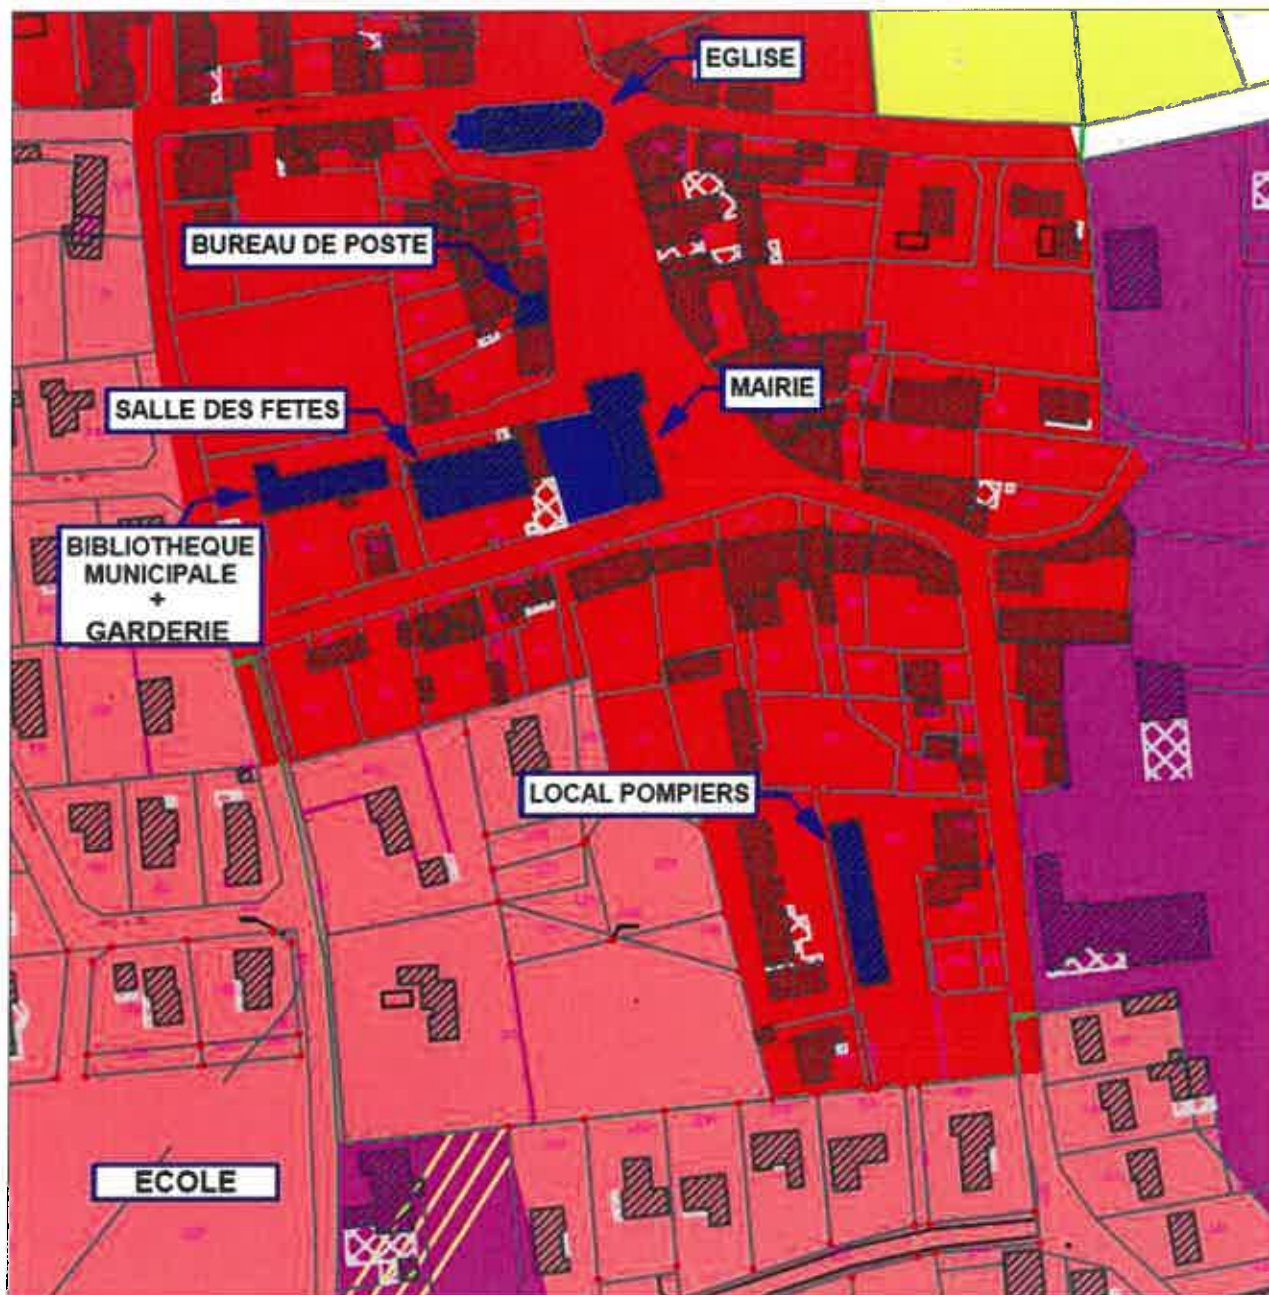 EGLISE
BUREAU DE POSTE
MAIRIE
SALLE DES FETES
BIBLIOTHEQUE
MUNICIPALE
+
GARDERIE
LOCAL POMPIERS
ECOLE